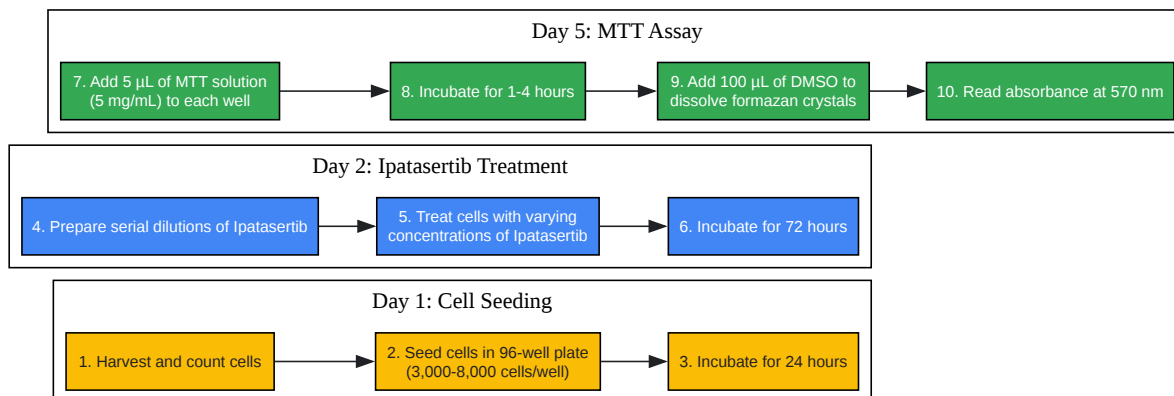 Day 5: MTT Assay
7. Add 5 µL of MTT solution
(5 mg/mL) to each well
8. Incubate for 1-4 hours
9. Add 100 µL of DMSO to
dissolve formazan crystals
10. Read absorbance at 570 nm
Day 2: Ipatasertib Treatment
4. Prepare serial dilutions of Ipatasertib
5. Treat cells with varying
concentrations of Ipatasertib
6. Incubate for 72 hours
Day 1: Cell Seeding
1. Harvest and count cells
2. Seed cells in 96-well plate
(3,000-8,000 cells/well)
3. Incubate for 24 hours